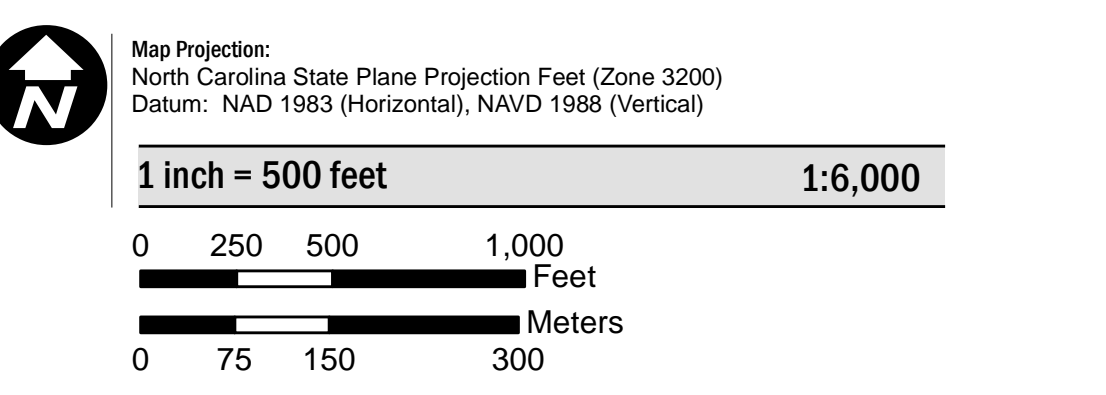 N
Map Projection:
North Carolina State Plane Projection Feet (Zone 3200)
Datum:  NAD 1983 (Horizontal), NAVD 1988 (Vertical)
1 inch = 500 feet 1:6,000
0 250 500 1,000
Feet
Meters
0 75 150 300